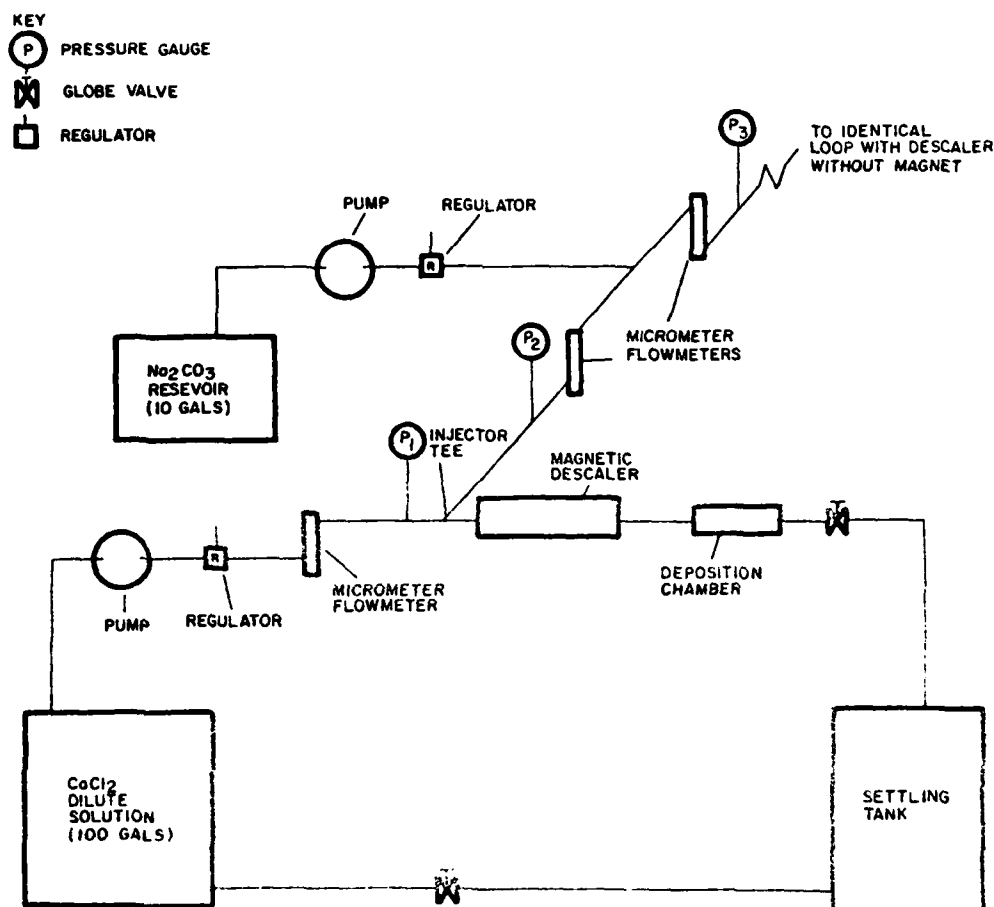 KEY
P PRESSURE GAUGE
GLOBE VALVE
REGULATOR
P3
TO IDENTICAL
LOOP WITH DESCALER
WITHOUT MAGNET
PUMP
REGULATOR
R
Na2CO3
RESEVOIR
(10 GALS)
P2
MICROMETER
FLOWMETERS
P1
INJECTOR
TEE
MAGNETIC
DESCALER
R
PUMP
REGULATOR
MICROMETER
FLOWMETER
DEPOSITION
CHAMBER
CaCl2
DILUTE
SOLUTION
(100 GALS)
SETTLING
TANK